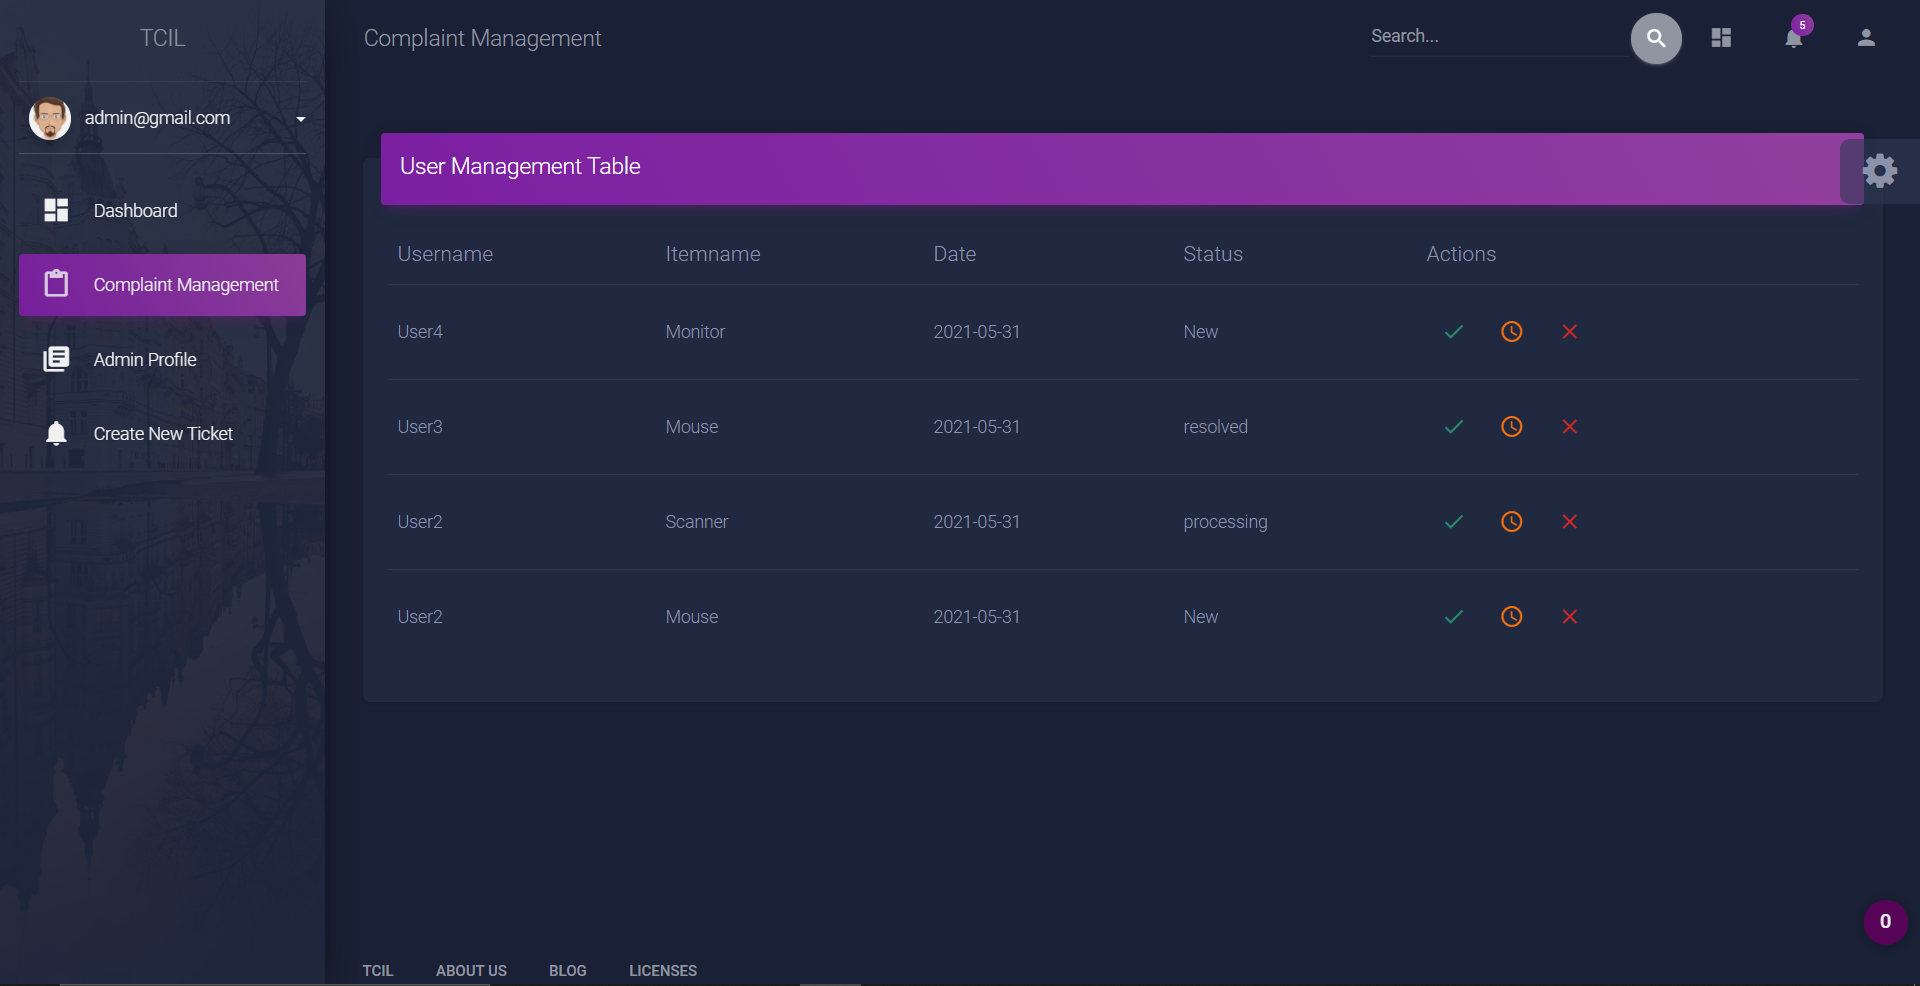 TCIL
Complaint Management
Search...
5
admin@gmail.com
Dashboard
Complaint Management
Admin Profile
Create New Ticket
User Management Table
Username Itemname Date Status Actions
User4 Monitor 2021-05-31 New
User3 Mouse 2021-05-31 resolved
User2 Scanner 2021-05-31 processing
User2 Mouse 2021-05-31 New
0
TCIL ABOUT US BLOG LICENSES